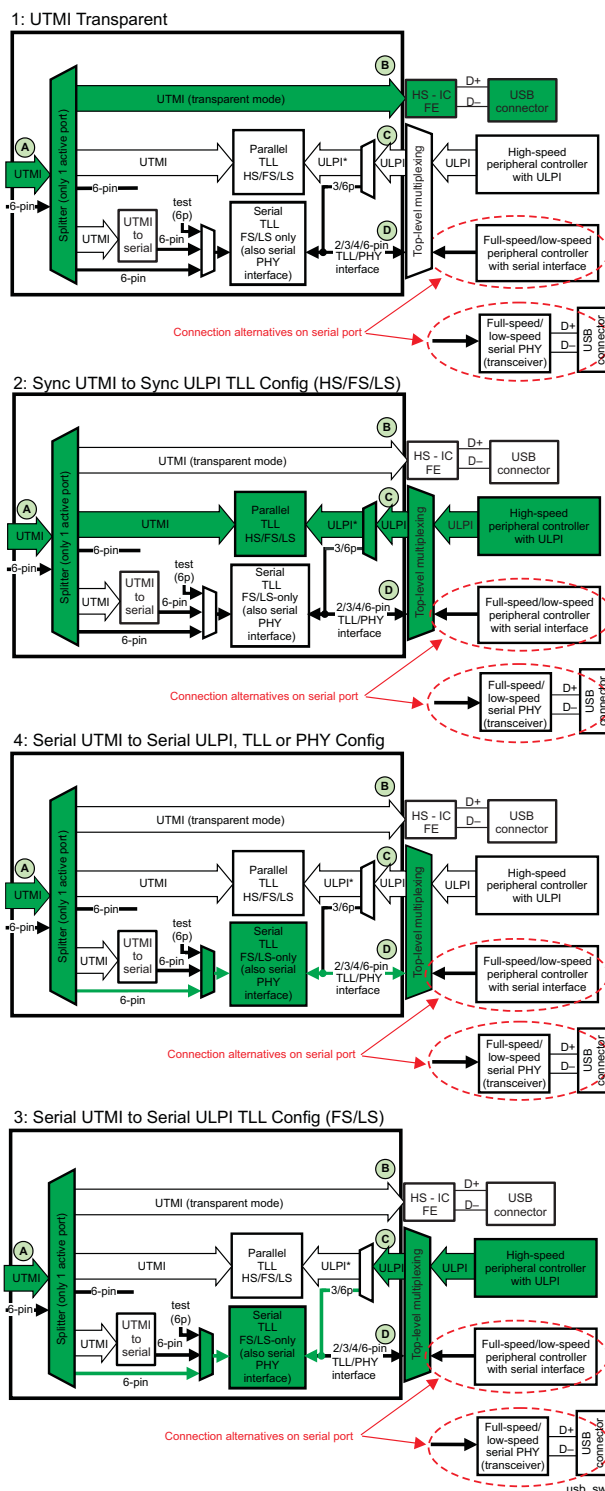 1: UTMI Transparent
B
UTMI (transparent mode)
HS - IC
FE
D+
D–
USB
connector
A
UTMI
6-pin
Splitter (only 1 active port)
UTMI
6-pin
Parallel
TLL
HS/FS/LS
ULPI*
3/6p
C
ULPI
Top-level multiplexing
ULPI
High-speed
peripheral controller
with ULPI
UTMI
UTMI
to
serial
test
(6p)
6-pin
6-pin
Serial
TLL
FS/LS only
(also serial
PHY
interface)
D
2/3/4/6-pin
TLL/PHY
interface
Full-speed/low-speed
peripheral controller
with serial interface
Connection alternatives on serial port
Full-speed/
low-speed
serial PHY
(transceiver)
D+
D–
USB
connector
2: Sync UTMI to Sync ULPI TLL Config (HS/FS/LS)
B
UTMI (transparent mode)
HS - IC
FE
D+
D–
USB
connector
A
UTMI
6-pin
Splitter (only 1 active port)
UTMI
6-pin
Parallel
TLL
HS/FS/LS
ULPI*
3/6p
C
ULPI
Top-level multiplexing
ULPI
High-speed
peripheral controller
with ULPI
UTMI
UTMI
to
serial
test
(6p)
6-pin
6-pin
Serial
TLL
FS/LS-only
(also serial
PHY
interface)
D
2/3/4/6-pin
TLL/PHY
interface
Full-speed/low-speed
peripheral controller
with serial interface
Connection alternatives on serial port
Full-speed/
low-speed
serial PHY
(transceiver)
D+
D–
USB
connector
4: Serial UTMI to Serial ULPI, TLL or PHY Config
B
UTMI (transparent mode)
HS - IC
FE
D+
D–
USB
connector
A
UTMI
6-pin
Splitter (only 1 active port)
UTMI
6-pin
Parallel
TLL
HS/FS/LS
ULPI*
3/6p
C
ULPI
Top-level multiplexing
ULPI
High-speed
peripheral controller
with ULPI
UTMI
UTMI
to
serial
test
(6p)
6-pin
6-pin
Serial
TLL
FS/LS-only
(also serial
PHY
interface)
D
2/3/4/6-pin
TLL/PHY
interface
Full-speed/low-speed
peripheral controller
with serial interface
Connection alternatives on serial port
Full-speed/
low-speed
serial PHY
(transceiver)
D+
D–
USB
connector
3: Serial UTMI to Serial ULPI TLL Config (FS/LS)
B
UTMI (transparent mode)
HS - IC
FE
D+
D–
USB
connector
A
UTMI
6-pin
Splitter (only 1 active port)
UTMI
6-pin
Parallel
TLL
HS/FS/LS
ULPI*
3/6p
C
ULPI
Top-level multiplexing
ULPI
High-speed
peripheral controller
with ULPI
UTMI
UTMI
to
serial
test
(6p)
6-pin
6-pin
Serial
TLL
FS/LS-only
(also serial
PHY
interface)
D
2/3/4/6-pin
TLL/PHY
interface
Full-speed/low-speed
peripheral controller
with serial interface
Connection alternatives on serial port
Full-speed/
low-speed
serial PHY
(transceiver)
D+
D–
USB
connector